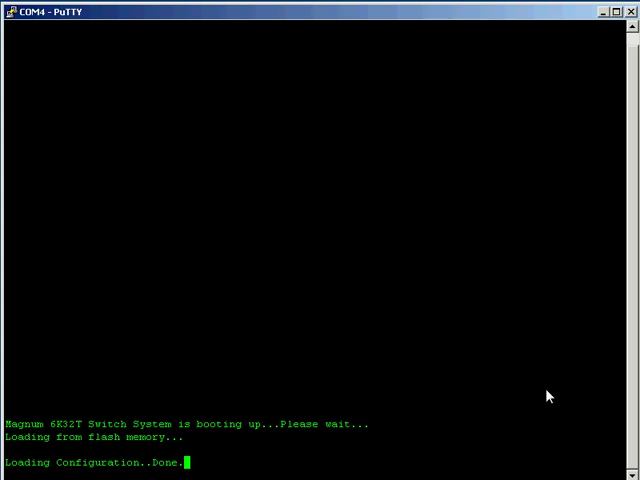 COM4 - PuTTY
Magnum 6K32T Switch System is booting up...Please wait...
Loading from flash memory...
Loading Configuration..Done.